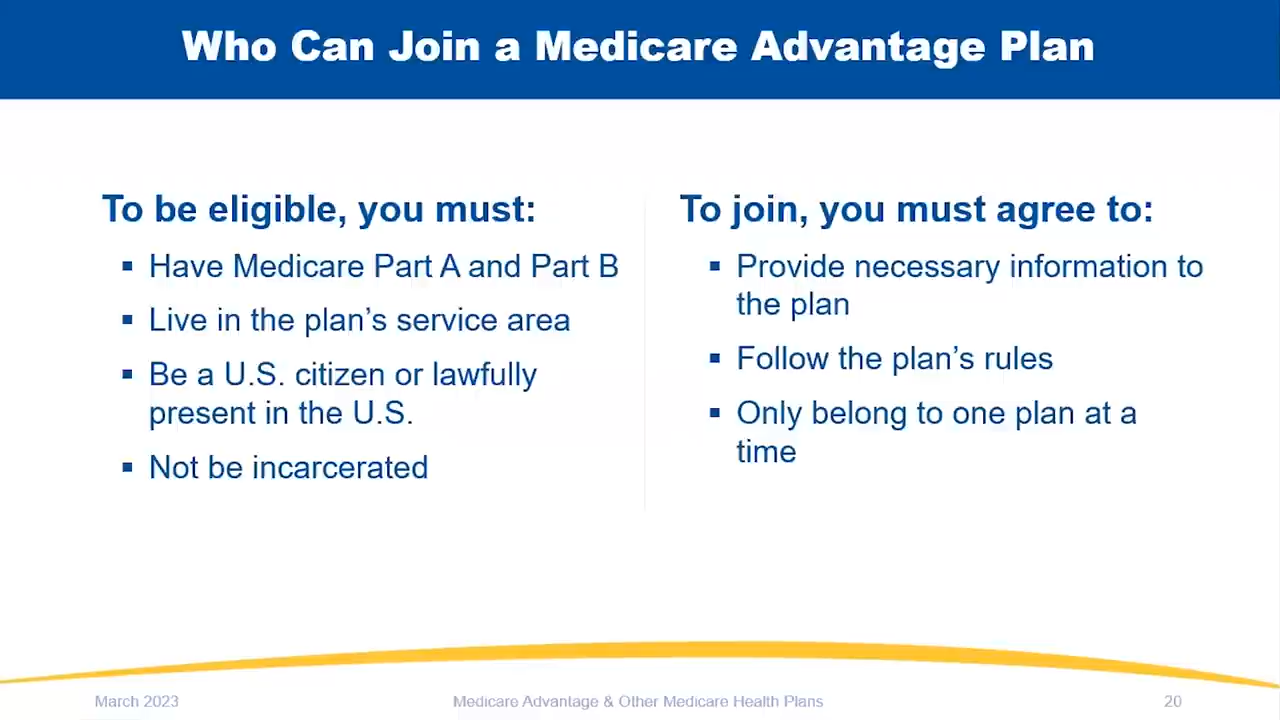 Who Can Join a Medicare Advantage Plan
To be eligible, you must:
▪ Have Medicare Part A and Part B
▪ Live in the plan’s service area
▪ Be a U.S. citizen or lawfully
present in the U.S.
▪ Not be incarcerated
To join, you must agree to:
▪ Provide necessary information to
the plan
▪ Follow the plan’s rules
▪ Only belong to one plan at a
time
March 2023
Medicare Advantage & Other Medicare Health Plans
20